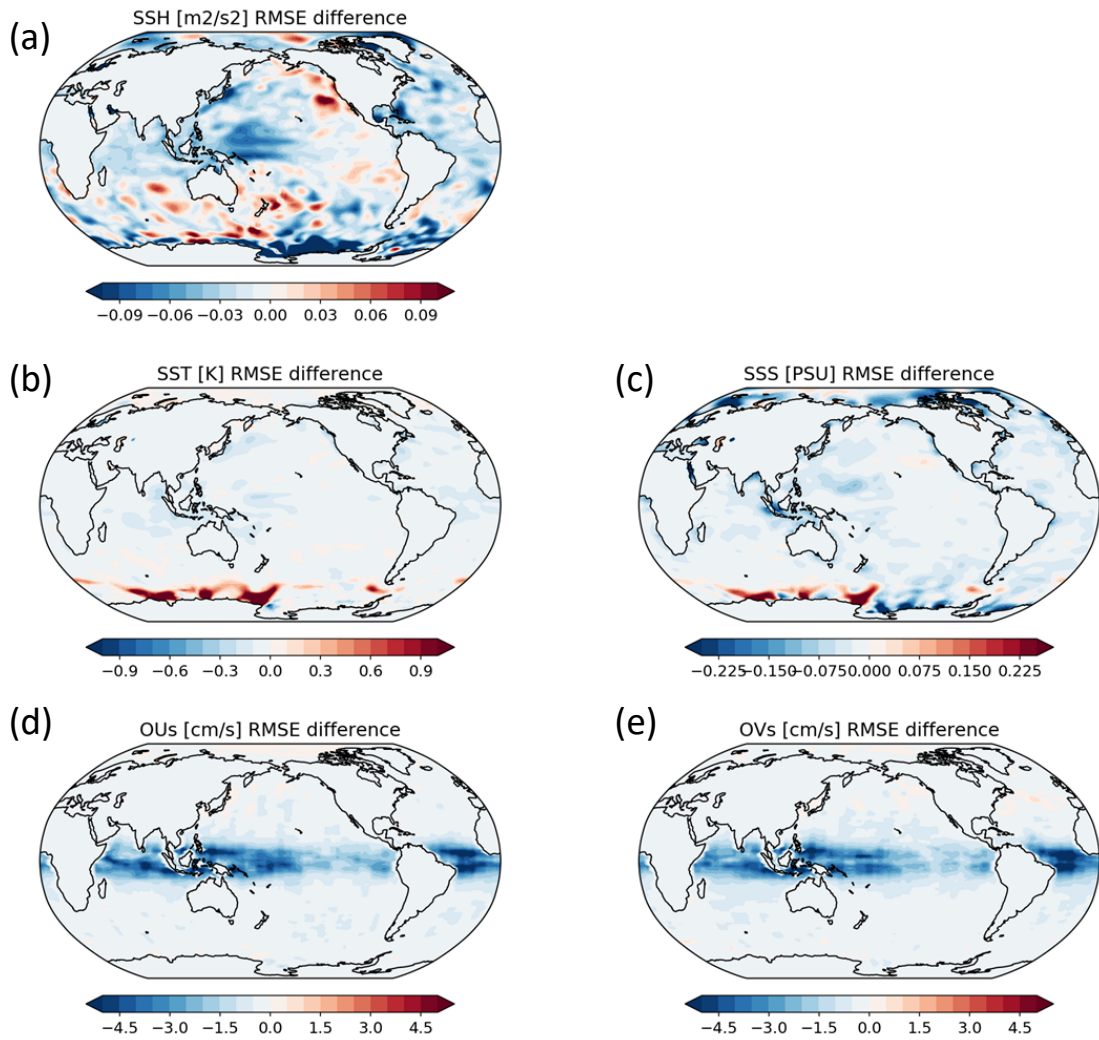 (a)
SSH [m2/s2] RMSE difference
−0.09 −0.06 −0.03 0.00 0.03 0.06 0.09
(b)
SST [K] RMSE difference
−0.9 −0.6 −0.3 0.0 0.3 0.6 0.9
(c)
SSS [PSU] RMSE difference
−0.225 −0.150 −0.075 0.000 0.075 0.150 0.225
(d)
OUs [cm/s] RMSE difference
−4.5 −3.0 −1.5 0.0 1.5 3.0 4.5
(e)
OVs [cm/s] RMSE difference
−4.5 −3.0 −1.5 0.0 1.5 3.0 4.5